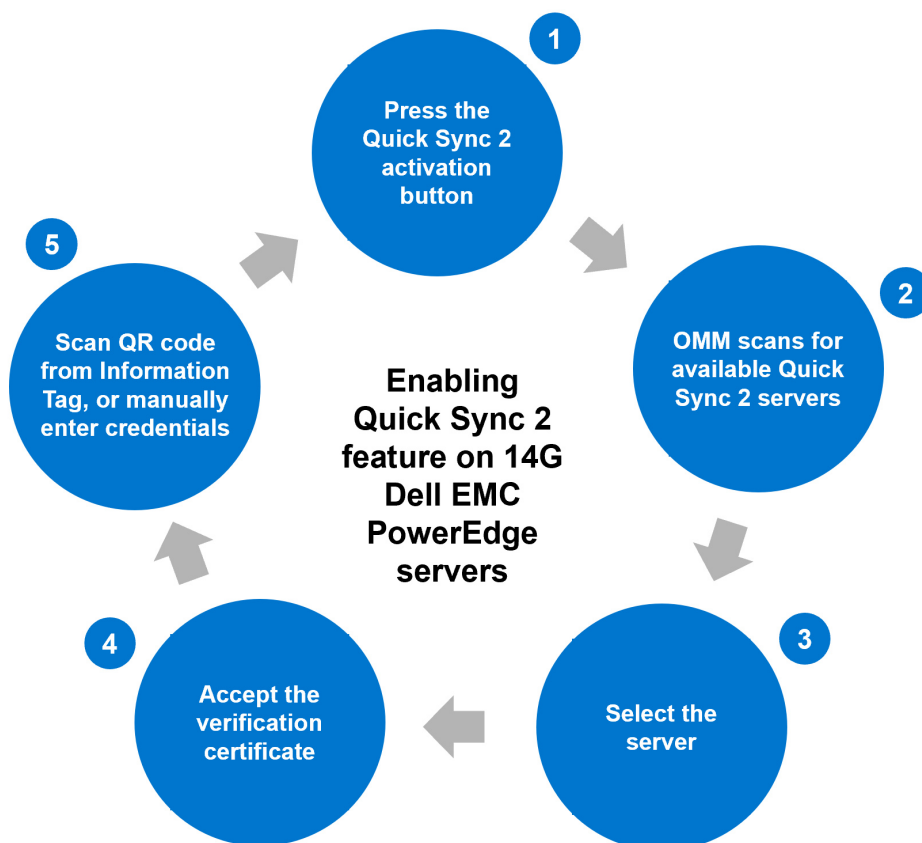 1
Press the
Quick Sync 2
activation
button
2
OMM scans for
available Quick
Sync 2 servers
3
Select the
server
4
Accept the
verification
certificate
5
Scan QR code
from Information
Tag, or manually
enter credentials
Enabling
Quick Sync 2
feature on 14G
Dell EMC
PowerEdge
servers